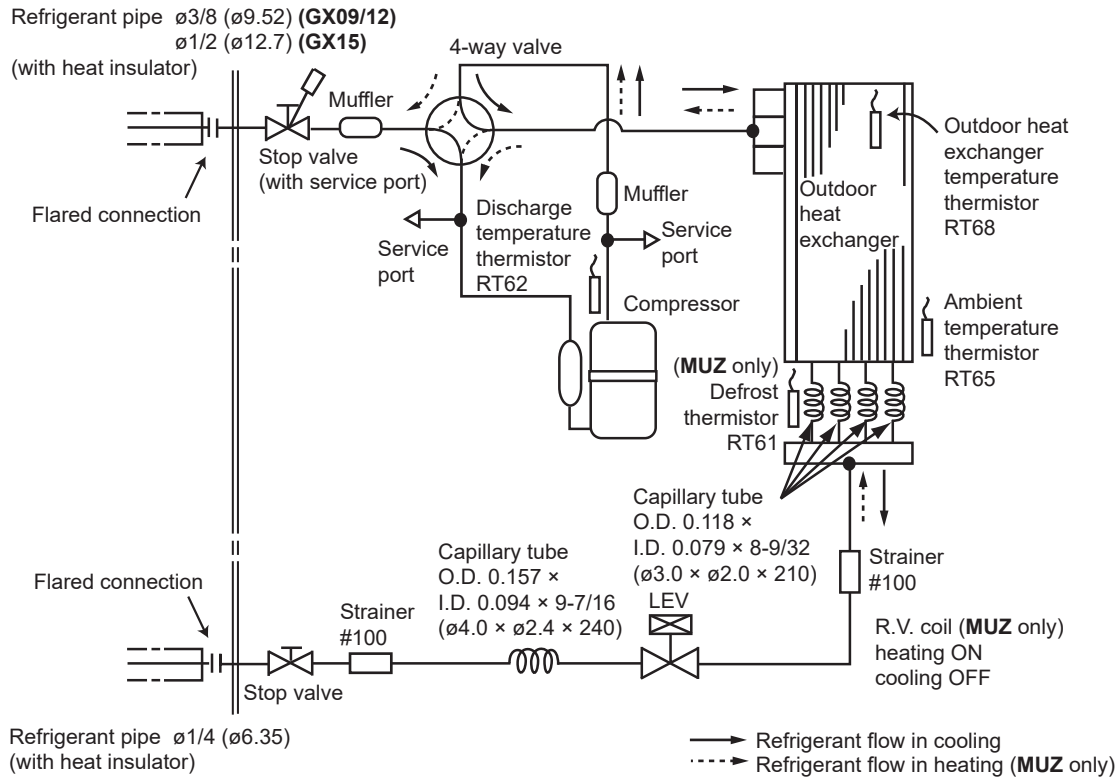 Refrigerant pipe ø3/8 (ø9.52) (GX09/12)
ø1/2 (ø12.7) (GX15)
(with heat insulator)
4-way valve
Muffler
Stop valve
(with service port)
Flared connection
Outdoor heat
exchanger
temperature
thermistor
RT68
Outdoor
heat
exchanger
Muffler
Discharge
temperature
thermistor
RT62
Service
port
Service
port
Compressor
Ambient
temperature
thermistor
RT65
(MUZ only)
Defrost
thermistor
RT61
Capillary tube
O.D. 0.118 ×
I.D. 0.079 × 8-9/32
(ø3.0 × ø2.0 × 210)
Capillary tube
O.D. 0.157 ×
I.D. 0.094 × 9-7/16
(ø4.0 × ø2.4 × 240)
LEV
Strainer
#100
Flared connection
Strainer
#100
Stop valve
R.V. coil (MUZ only)
heating ON
cooling OFF
Refrigerant pipe ø1/4 (ø6.35)
(with heat insulator)
Refrigerant flow in cooling
Refrigerant flow in heating (MUZ only)